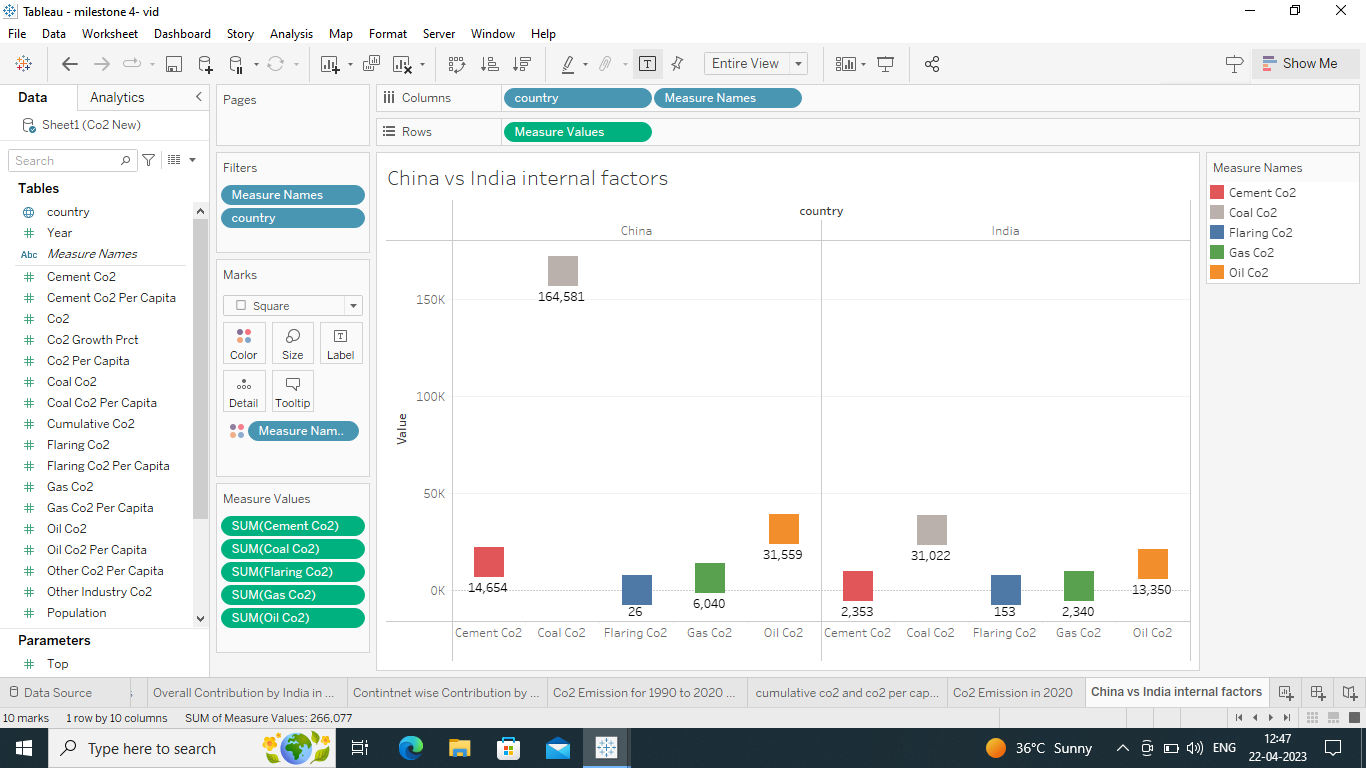 Tableau - milestone 4- vid
File Data Worksheet Dashboard Story Analysis Map Format Server Window Help
Entire View
Show Me
Data Analytics
Sheet1 (Co2 New)
Search
Tables
country
Year
Abc Measure Names
Cement Co2
Cement Co2 Per Capita
Co2
Co2 Growth Prct
Co2 Per Capita
Coal Co2
Coal Co2 Per Capita
Cumulative Co2
Flaring Co2
Flaring Co2 Per Capita
Gas Co2
Gas Co2 Per Capita
Oil Co2
Oil Co2 Per Capita
Other Co2 Per Capita
Other Industry Co2
Population
Parameters
Top
Pages
Filters
Measure Names
country
Marks
Square
Color Size Label
Detail Tooltip
Measure Nam..
Measure Values
SUM(Cement Co2)
SUM(Coal Co2)
SUM(Flaring Co2)
SUM(Gas Co2)
SUM(Oil Co2)
Columns country Measure Names
Rows Measure Values
China vs India internal factors
country
China India
Value
150K
100K
50K
0K
164,581
14,654
26
6,040
31,559
2,353
31,022
153
2,340
13,350
Cement Co2 Coal Co2 Flaring Co2 Gas Co2 Oil Co2 Cement Co2 Coal Co2 Flaring Co2 Gas Co2 Oil Co2
Measure Names
Cement Co2
Coal Co2
Flaring Co2
Gas Co2
Oil Co2
Data Source Overall Contribution by India in ... Contintnet wise Contribution by ... Co2 Emission for 1990 to 2020 ... cumulative co2 and co2 per cap... Co2 Emission in 2020 China vs India internal factors
10 marks 1 row by 10 columns SUM of Measure Values: 266,077
Type here to search
36°C Sunny
ENG
12:47
22-04-2023